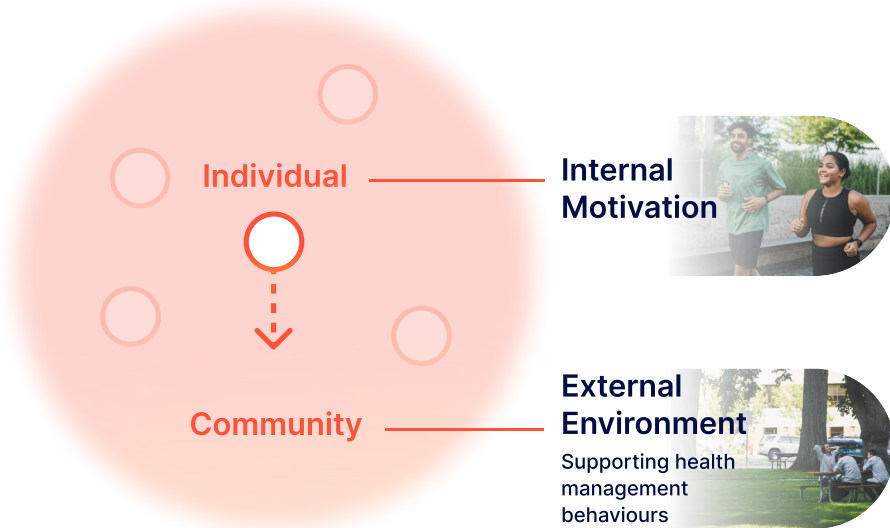 Individual
Internal
Motivation
Community
External
Environment
Supporting health
management
behaviours